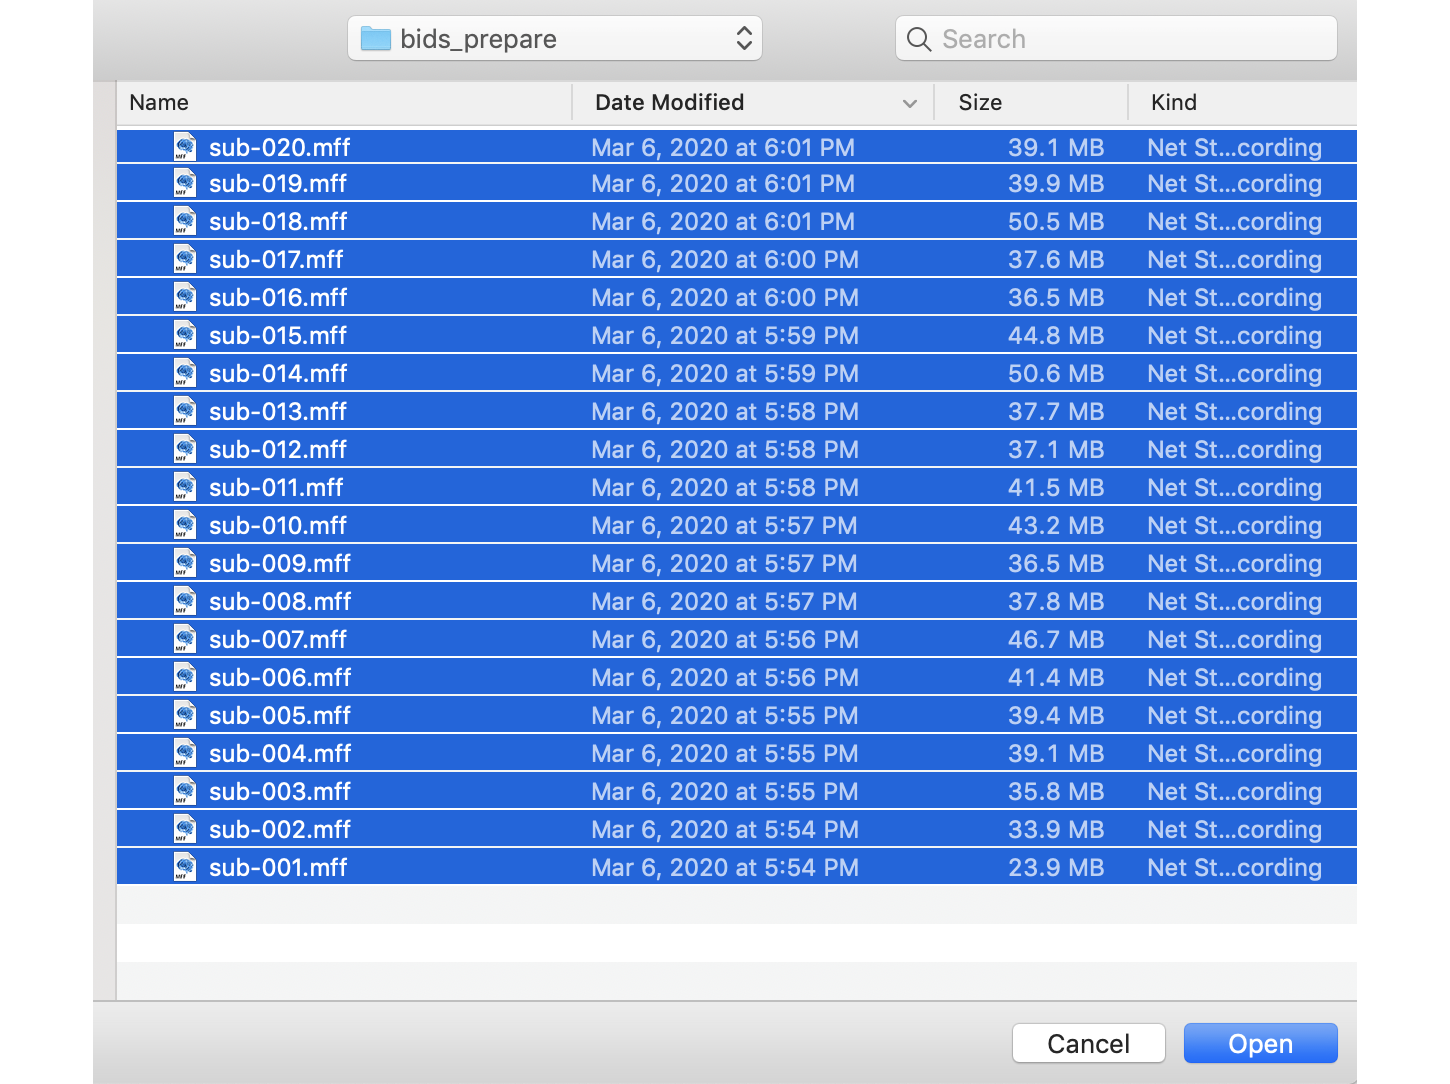 bids_prepare Search
Name Date Modified Size Kind
sub-020.mff Mar 6, 2020 at 6:01 PM 39.1 MB Net St...cording
sub-019.mff Mar 6, 2020 at 6:01 PM 39.9 MB Net St...cording
sub-018.mff Mar 6, 2020 at 6:01 PM 50.5 MB Net St...cording
sub-017.mff Mar 6, 2020 at 6:00 PM 37.6 MB Net St...cording
sub-016.mff Mar 6, 2020 at 6:00 PM 36.5 MB Net St...cording
sub-015.mff Mar 6, 2020 at 5:59 PM 44.8 MB Net St...cording
sub-014.mff Mar 6, 2020 at 5:59 PM 50.6 MB Net St...cording
sub-013.mff Mar 6, 2020 at 5:58 PM 37.7 MB Net St...cording
sub-012.mff Mar 6, 2020 at 5:58 PM 37.1 MB Net St...cording
sub-011.mff Mar 6, 2020 at 5:58 PM 41.5 MB Net St...cording
sub-010.mff Mar 6, 2020 at 5:57 PM 43.2 MB Net St...cording
sub-009.mff Mar 6, 2020 at 5:57 PM 36.5 MB Net St...cording
sub-008.mff Mar 6, 2020 at 5:57 PM 37.8 MB Net St...cording
sub-007.mff Mar 6, 2020 at 5:56 PM 46.7 MB Net St...cording
sub-006.mff Mar 6, 2020 at 5:56 PM 41.4 MB Net St...cording
sub-005.mff Mar 6, 2020 at 5:55 PM 39.4 MB Net St...cording
sub-004.mff Mar 6, 2020 at 5:55 PM 39.1 MB Net St...cording
sub-003.mff Mar 6, 2020 at 5:55 PM 35.8 MB Net St...cording
sub-002.mff Mar 6, 2020 at 5:54 PM 33.9 MB Net St...cording
sub-001.mff Mar 6, 2020 at 5:54 PM 23.9 MB Net St...cording
Cancel Open